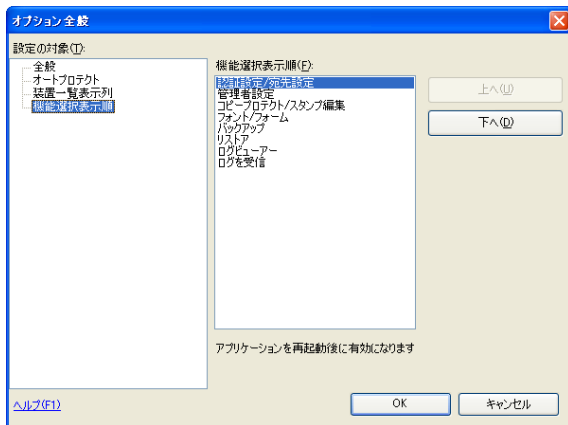 オプション全般
設定の対象(T):
全般
オートプロテクト
装置一覧表示列
機能選択表示順
機能選択表示順(F):
認証設定/宛先設定
管理者設定
コピープロテクト/スタンプ編集
フォント/フォーム
バックアップ
リストア
ログビューアー
ログを受信
上へ(U)
下へ(D)
アプリケーションを再起動後に有効になります
ヘルプ(F1)
OK
キャンセル